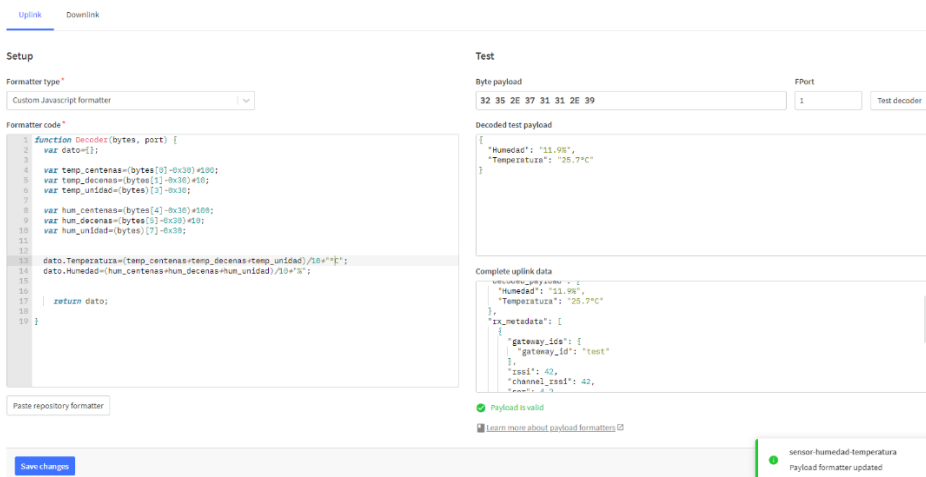 Uplink Downlink
Setup
Formatter type*
Custom Javascript formatter
Formatter code*
1 function Decoder(bytes, port) {
2 var dato={};
3
4 var temp_centenas=(bytes[0]-0x30)*100;
5 var temp_decenas=(bytes[1]-0x30)*10;
6 var temp_unidad=(bytes)[3]-0x30;
7
8 var hum_centenas=(bytes[4]-0x30)*100;
9 var hum_decenas=(bytes[5]-0x30)*10;
10 var hum_unidad=(bytes)[7]-0x30;
11
12
13 dato.Temperatura=(temp_centenas+temp_decenas+temp_unidad)/10+"°C";
14 dato.Humedad=(hum_centenas+hum_decenas+hum_unidad)/10+"%";
15
16
17 return dato;
18
19 }
Paste repository formatter
Save changes
Test
Byte payload FPort
32 35 2E 37 31 31 2E 39 1 Test decoder
Decoded test payload
{
"Humedad": "11.9%",
"Temperatura": "25.7°C"
}
Complete uplink data
"decoded_payload": {
"Humedad": "11.9%",
"Temperatura": "25.7°C"
},
"rx_metadata": [
{
"gateway_ids": {
"gateway_id": "test"
},
"rssi": 42,
"channel_rssi": 42,
"snr": 4.2
Payload is valid
Learn more about payload formatters
sensor-humedad-temperatura
Payload formatter updated